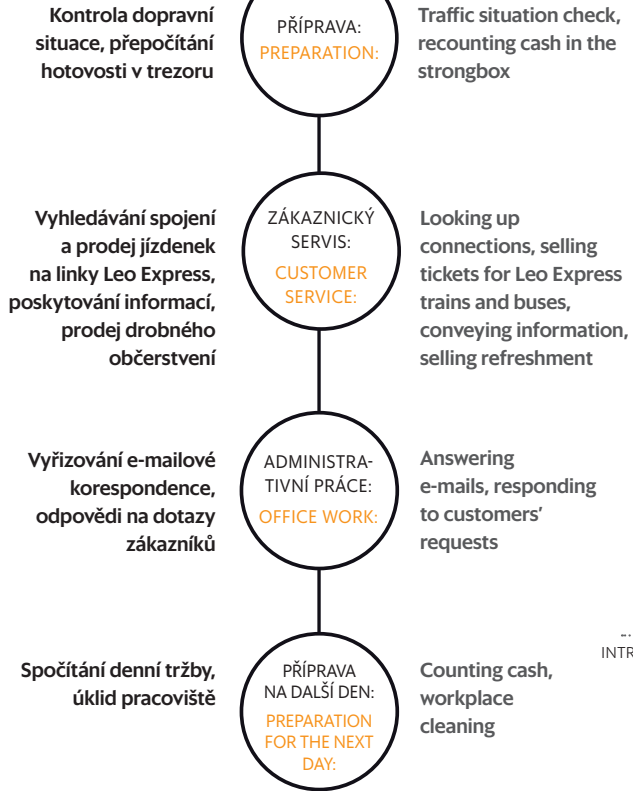 Kontrola dopravní
situace, přepočítání
hotovosti v trezoru
PŘÍPRAVA:
PREPARATION:
Traffic situation check,
recounting cash in the
strongbox
Vyhledávání spojení
a prodej jízdenek
na linky Leo Express,
poskytování informací,
prodej drobného
občerstvení
ZÁKAZNICKÝ
SERVIS:
CUSTOMER
SERVICE:
Looking up
connections, selling
tickets for Leo Express
trains and buses,
conveying information,
selling refreshment
Vyřizování e-mailové
korespondence,
odpovědi na dotazy
zákazníků
ADMINISTRA-
TIVNÍ PRÁCE:
OFFICE WORK:
Answering
e-mails, responding
to customers’
requests
Spočítání denní tržby,
úklid pracoviště
PŘÍPRAVA
NA DALŠÍ DEN:
PREPARATION
FOR THE NEXT
DAY:
Counting cash,
workplace
cleaning
INTR